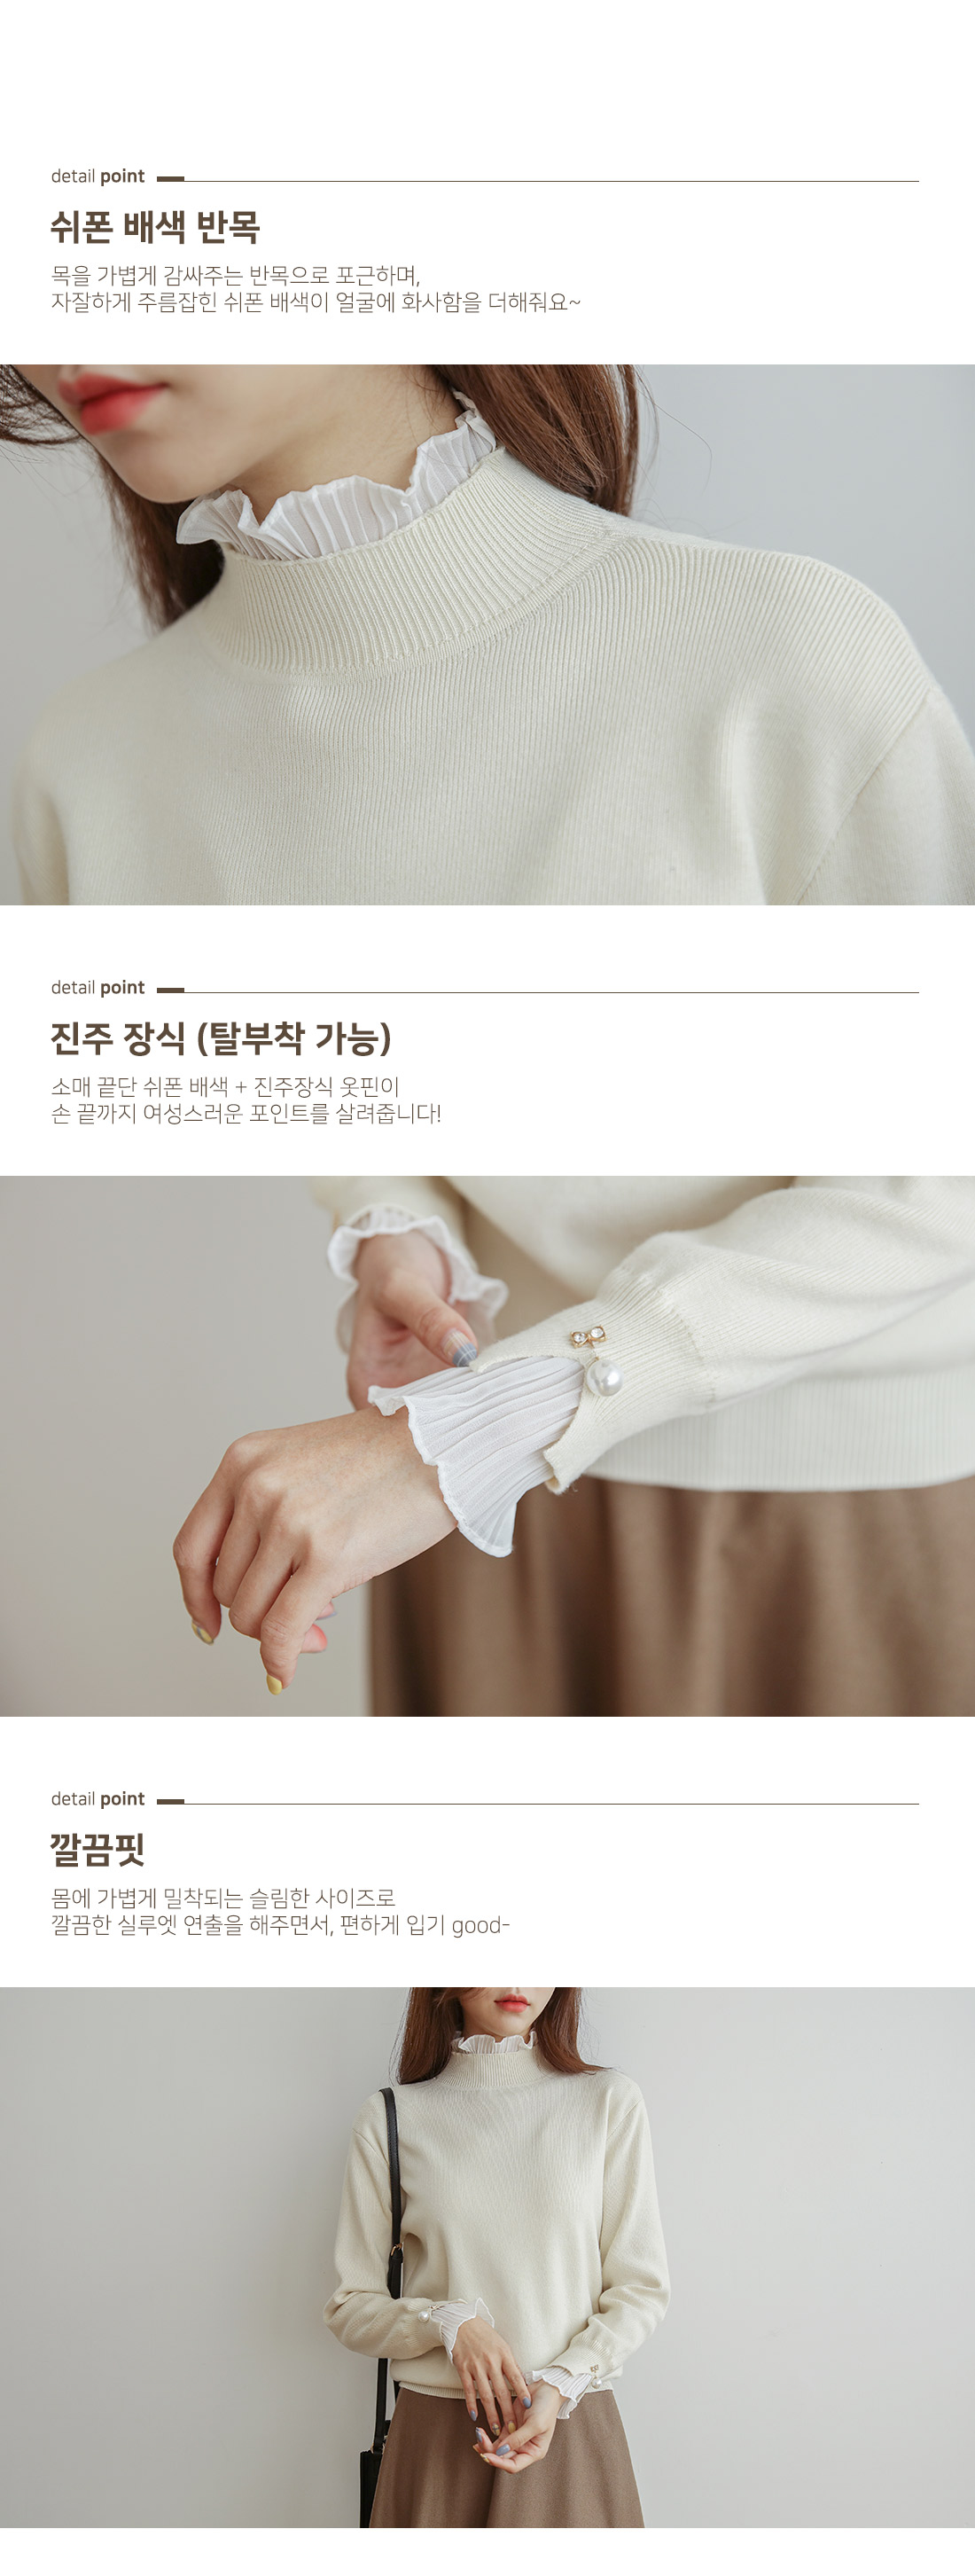 detail point
쉬폰 배색 반목
목을 가볍게 감싸주는 반목으로 포근하며,
자잘하게 주름잡힌 쉬폰 배색이 얼굴에 화사함을 더해줘요~
detail point
진주 장식 (탈부착 가능)
소매 끝단 쉬폰 배색 + 진주장식 옷핀이
손 끝까지 여성스러운 포인트를 살려줍니다!
detail point
깔끔핏
몸에 가볍게 밀착되는 슬림한 사이즈로
깔끔한 실루엣 연출을 해주면서, 편하게 입기 good-